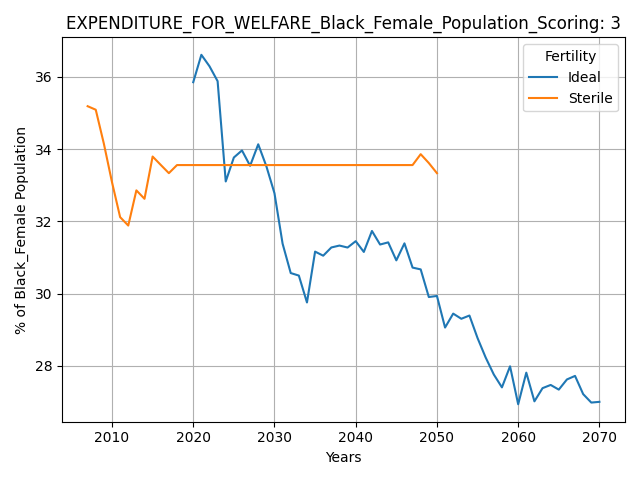 EXPENDITURE_FOR_WELFARE_Black_Female_Population_Scoring: 3
Fertility
Ideal
Sterile
% of Black_Female Population
36
34
32
30
28
2010 2020 2030 2040 2050 2060 2070
Years